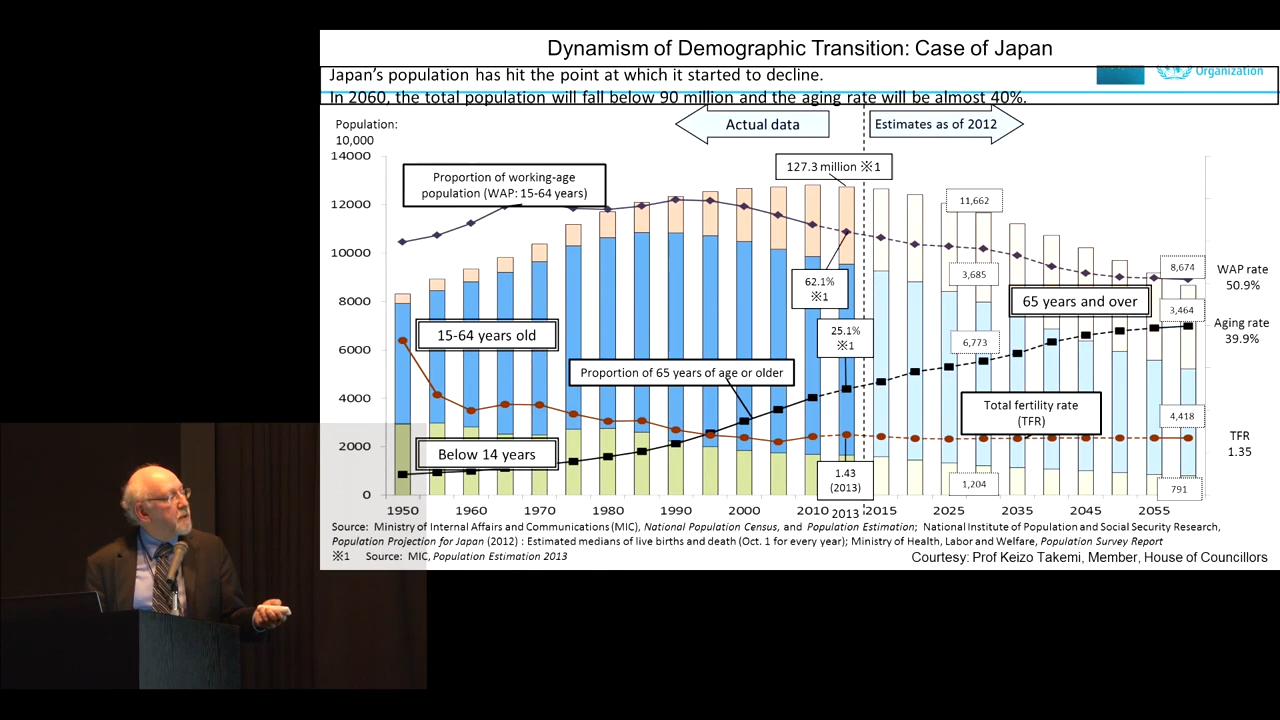 Dynamism of Demographic Transition: Case of Japan
Japan's population has hit the point at which it started to decline.
Organization
In 2060, the total population will fall below 90 million and the aging rate will be almost 40%.
Population:
10,000
Actual data
Estimates as of 2012
14000
12000
10000
8000
6000
4000
2000
0
Proportion of working-age
population (WAP: 15-64 years)
127.3 million ※1
11,662
62.1%
※1
3,685
8,674
WAP rate
50.9%
65 years and over
3,464
15-64 years old
25.1%
※1
6,773
Aging rate
39.9%
Proportion of 65 years of age or older
Total fertility rate
(TFR)
4,418
Below 14 years
TFR
1.35
1.43
(2013)
1,204
791
1950 1960 1970 1980 1990 2000 2010 2013 2015 2025 2035 2045 2055
Source: Ministry of Internal Affairs and Communications (MIC), National Population Census, and Population Estimation; National Institute of Population and Social Security Research,
Population Projection for Japan (2012) : Estimated medians of live births and death (Oct. 1 for every year); Ministry of Health, Labor and Welfare, Population Survey Report
※1 Source: MIC, Population Estimation 2013
Courtesy: Prof Keizo Takemi, Member, House of Councillors